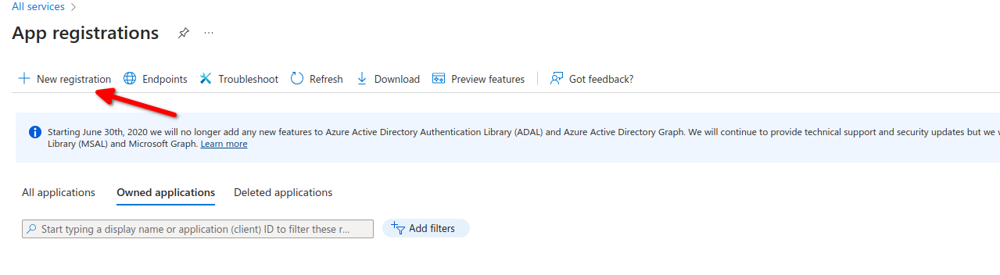 All services
App registrations
New registration Endpoints Troubleshoot Refresh Download Preview features Got feedback?
Starting June 30th, 2020 we will no longer add any new features to Azure Active Directory Authentication Library (ADAL) and Azure Active Directory Graph. We will continue to provide technical support and security updates but we
Library (MSAL) and Microsoft Graph. Learn more
All applications Owned applications Deleted applications
Start typing a display name or application (client) ID to filter these r... Add filters